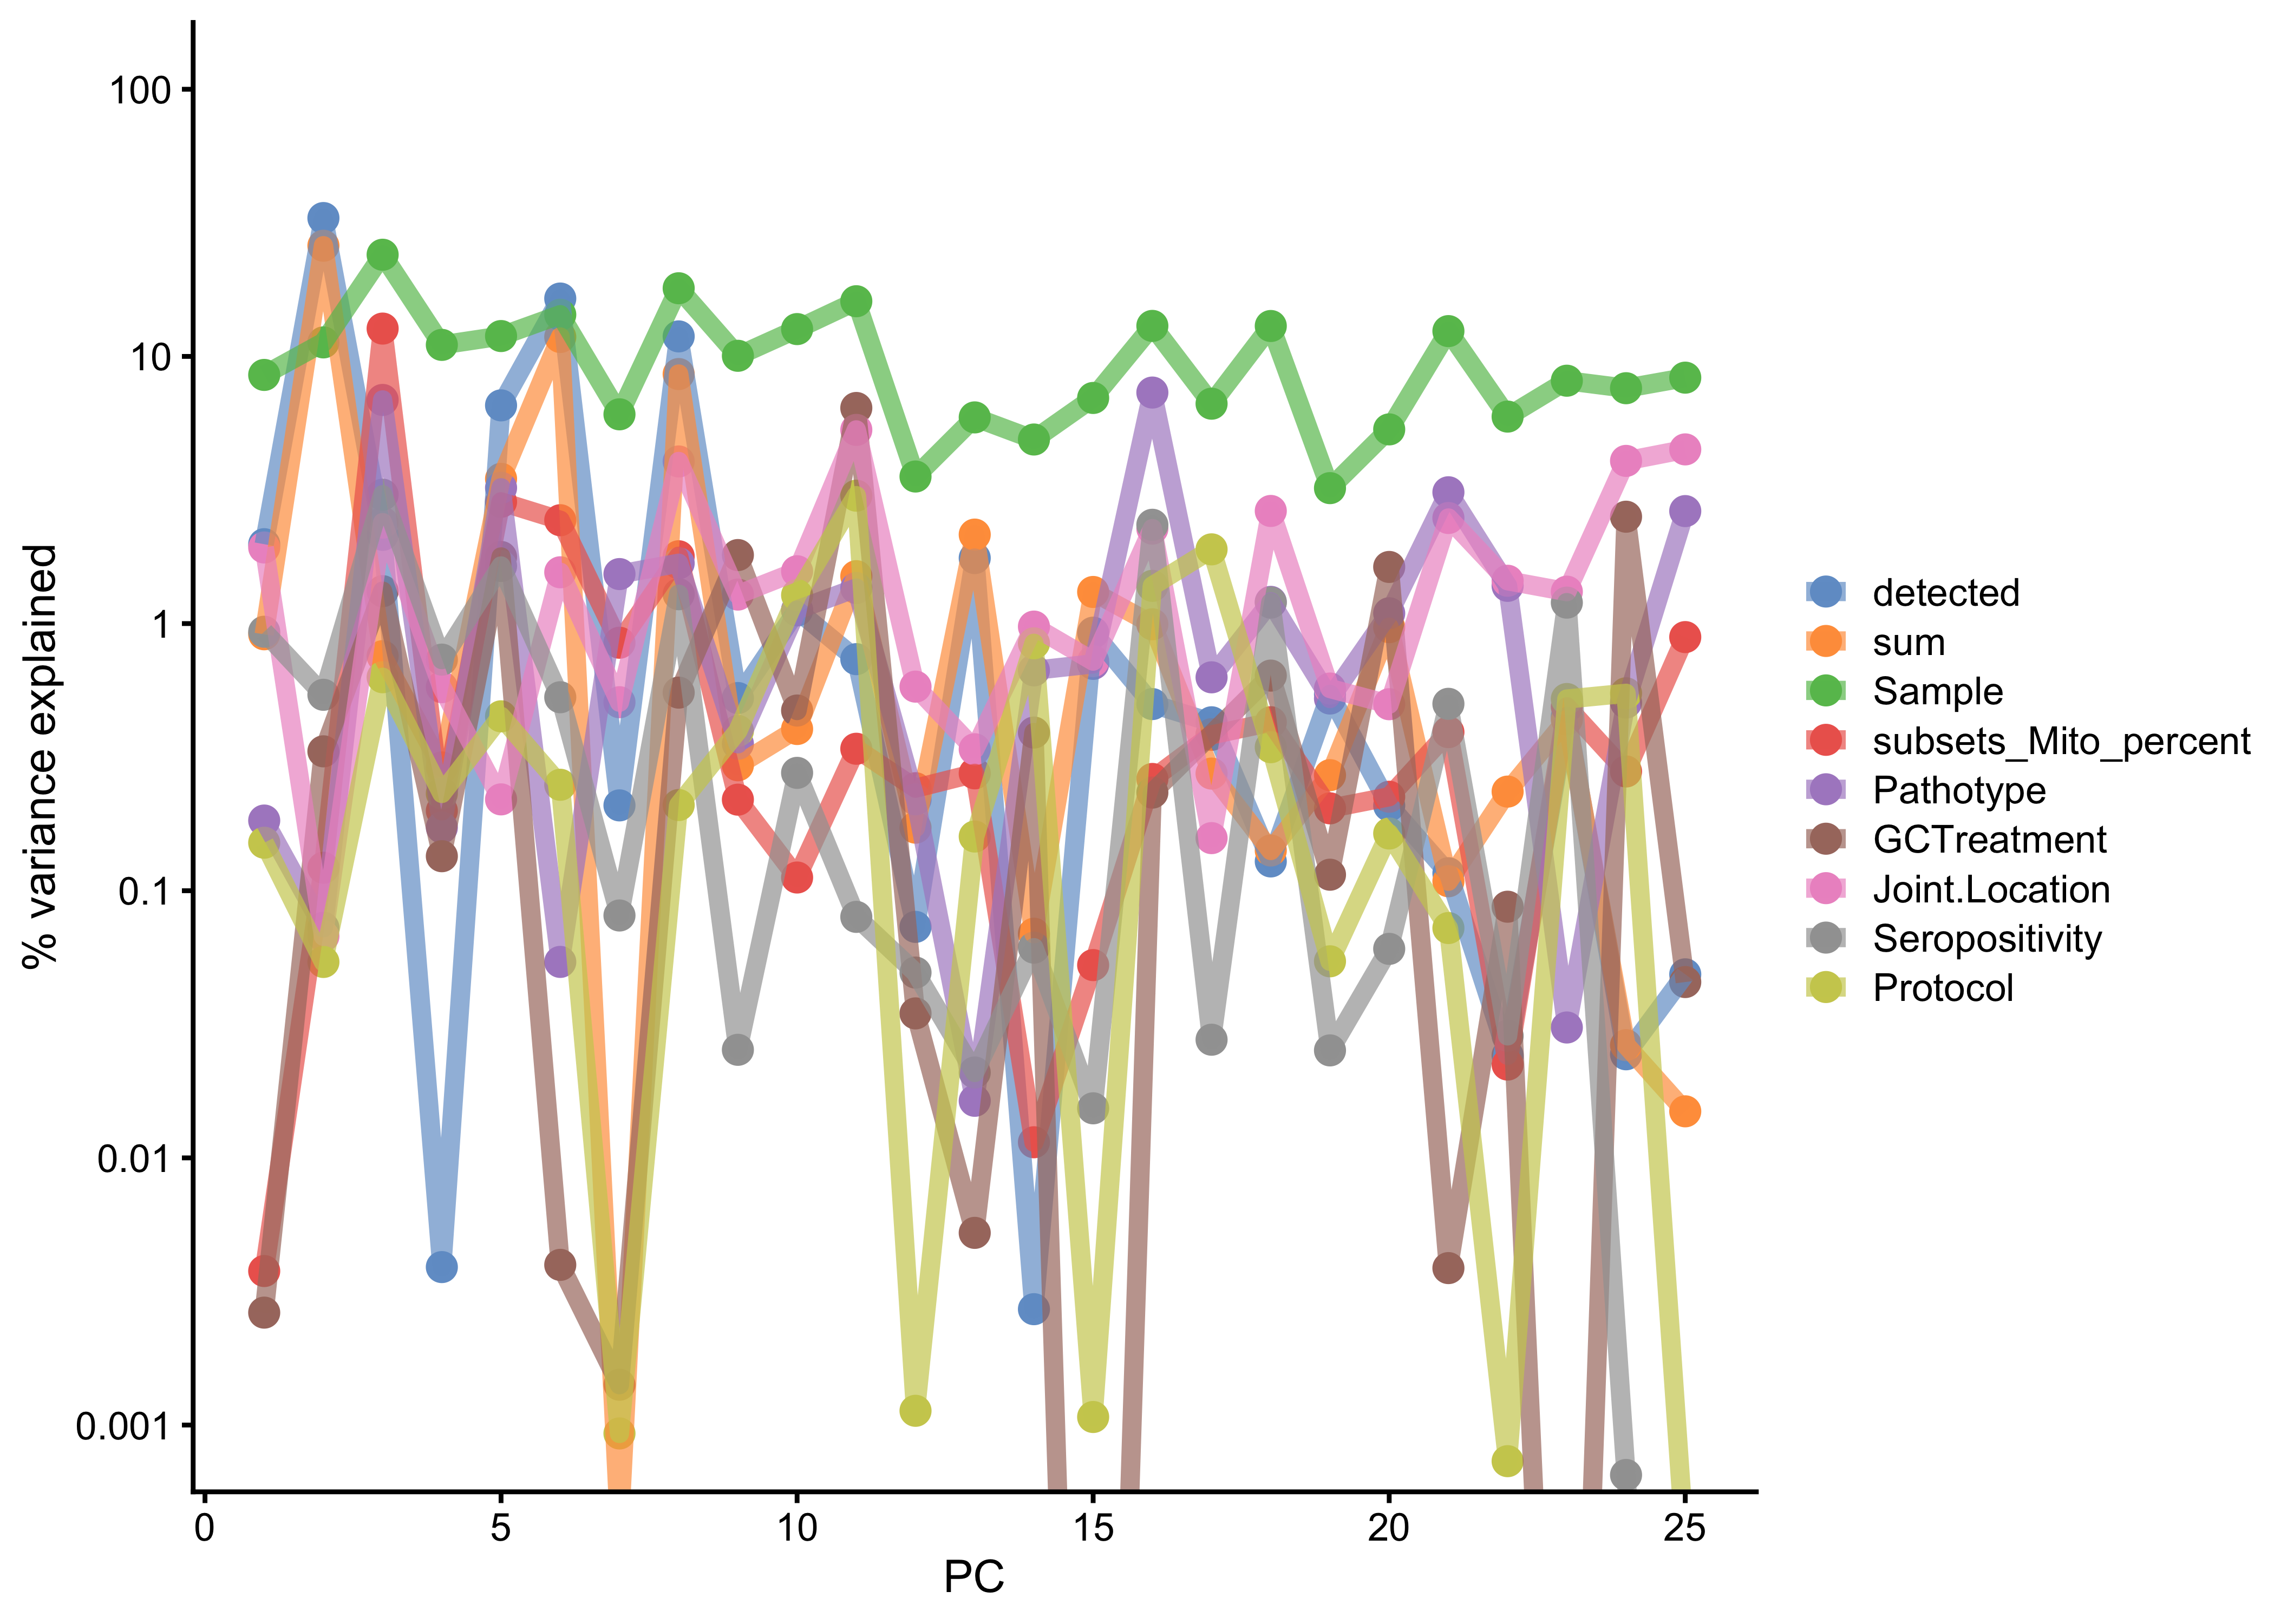 % variance explained
100
10
1
0.1
0.01
0.001
0
5
10
15
20
25
PC
detected
sum
Sample
subsets_Mito_percent
Pathotype
GCTreatment
Joint.Location
Seropositivity
Protocol